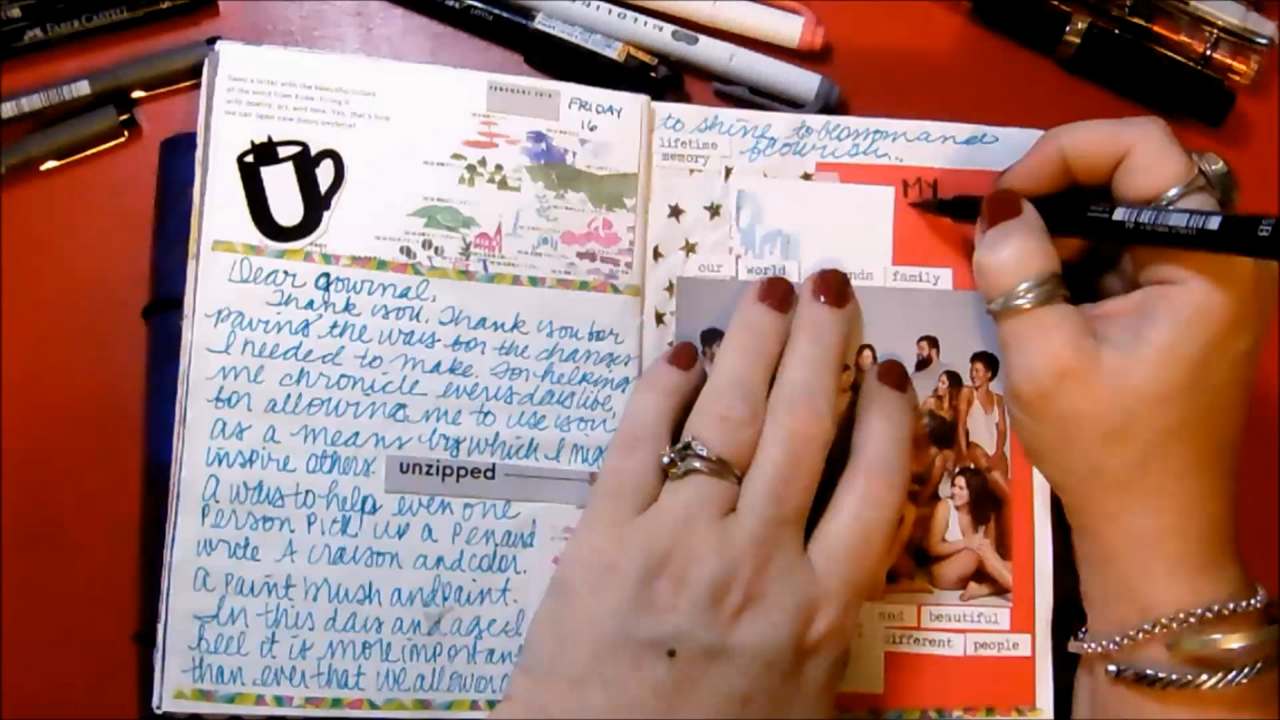 FABER CASTELL
MILDLINER
FEBRUARY 2018
FRIDAY
16
Dear Journal,
Thank you. Thank you for
paving the way for the changes
I needed to make. For helping
me chronicle every day life,
for allowing me to use you
as a means by which I
inspire others.
unzipped
A way to help even one
Person Pick up a Pen and
write A crayon and color.
A Paint brush and paint.
In this day and age I
feel it is more important
than ever that we allow
to shine, to
lifetime
memory
MY
our world family
and beautiful
different people